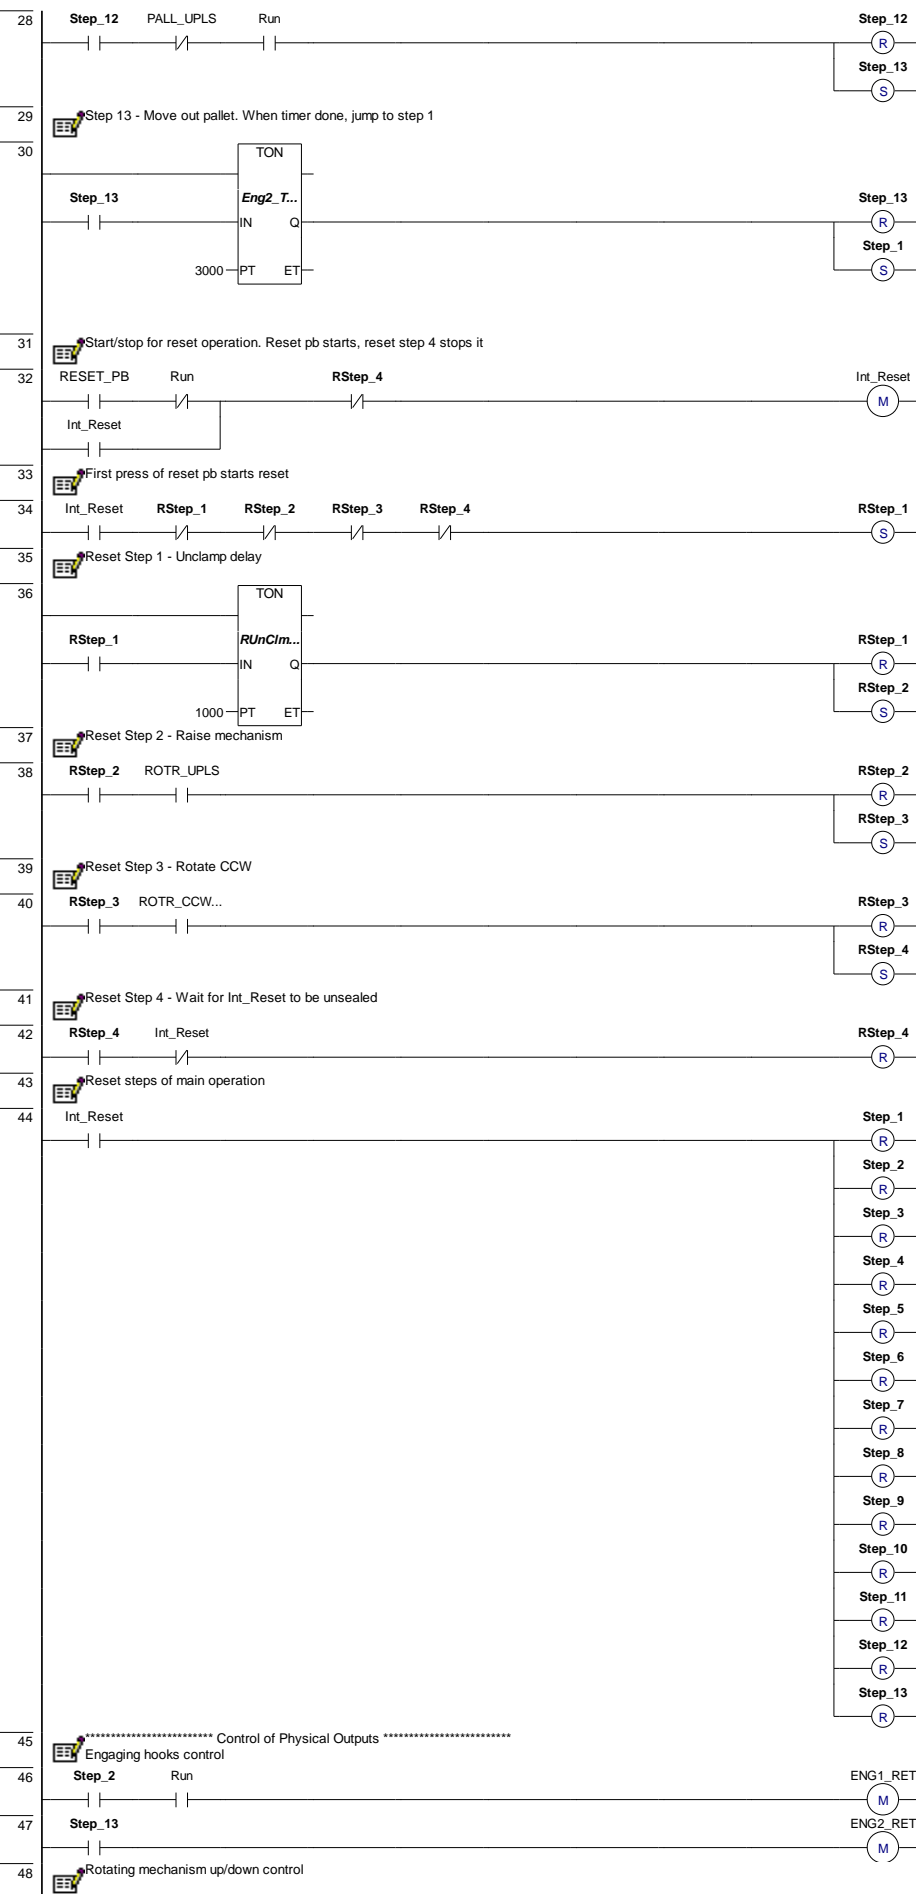 28 Step_12 PALL_UPLS Run Step_12
R
Step_13
S
29 Step 13 - Move out pallet. When timer done, jump to step 1
30 TON
Step_13 Eng2_T... Step_13
IN Q R
Step_1
3000 PT ET S
31 Start/stop for reset operation. Reset pb starts, reset step 4 stops it
32 RESET_PB Run RStep_4 Int_Reset
M
Int_Reset
33 First press of reset pb starts reset
34 Int_Reset RStep_1 RStep_2 RStep_3 RStep_4 RStep_1
S
35 Reset Step 1 - Unclamp delay
36 TON
RStep_1 RUnClm... RStep_1
IN Q R
RStep_2
1000 PT ET S
37 Reset Step 2 - Raise mechanism
38 RStep_2 ROTR_UPLS RStep_2
R
RStep_3
S
39 Reset Step 3 - Rotate CCW
40 RStep_3 ROTR_CCW... RStep_3
R
RStep_4
S
41 Reset Step 4 - Wait for Int_Reset to be unsealed
42 RStep_4 Int_Reset RStep_4
R
43 Reset steps of main operation
44 Int_Reset Step_1
R
Step_2
R
Step_3
R
Step_4
R
Step_5
R
Step_6
R
Step_7
R
Step_8
R
Step_9
R
Step_10
R
Step_11
R
Step_12
R
Step_13
R
45 ************************* Control of Physical Outputs *************************
Engaging hooks control
46 Step_2 Run ENG1_RET
M
47 Step_13 ENG2_RET
M
48 Rotating mechanism up/down control